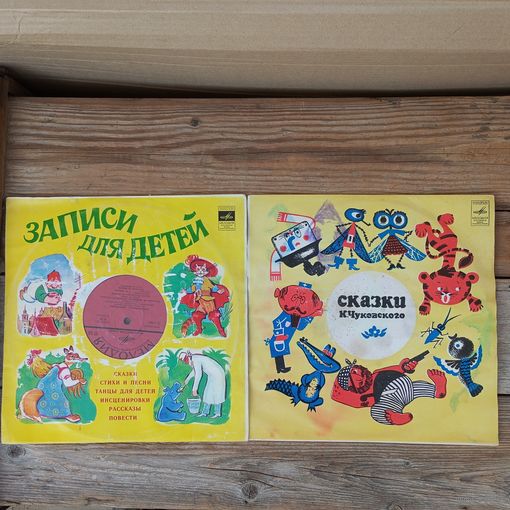 ЗАПИСИ
ДЛЯ ДЕТЕЙ
МЕЛОДИЯ
СКАЗКИ
СТИХИ И ПЕСНИ
ТАНЦЫ ДЛЯ ДЕТЕЙ
ИНСЦЕНИРОВКИ
РАССКАЗЫ
ПОВЕСТИ
сказки
К.Чуковского